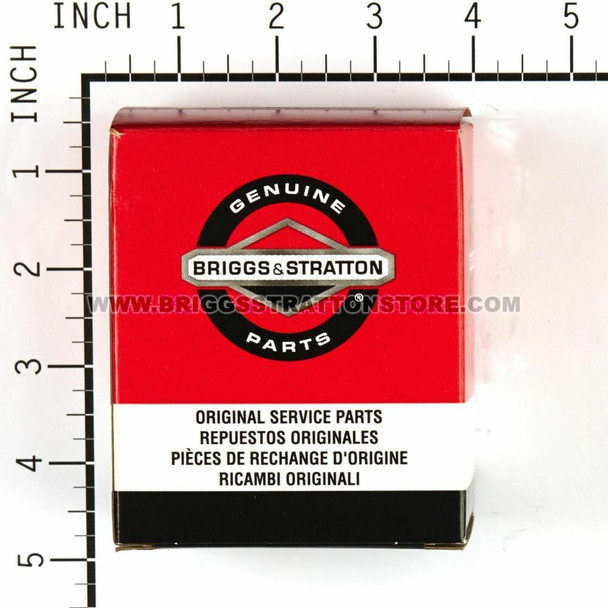 INCH 1 2 3 4 5
INCH
1
2
3
4
5
GENUINE
BRIGGS&STRATTON
®
PARTS
WWW.BRIGGSSTRATTONSTORE.COM
ORIGINAL SERVICE PARTS
REPUESTOS ORIGINALES
PIÈCES DE RECHANGE D'ORIGINE
RICAMBI ORIGINALI